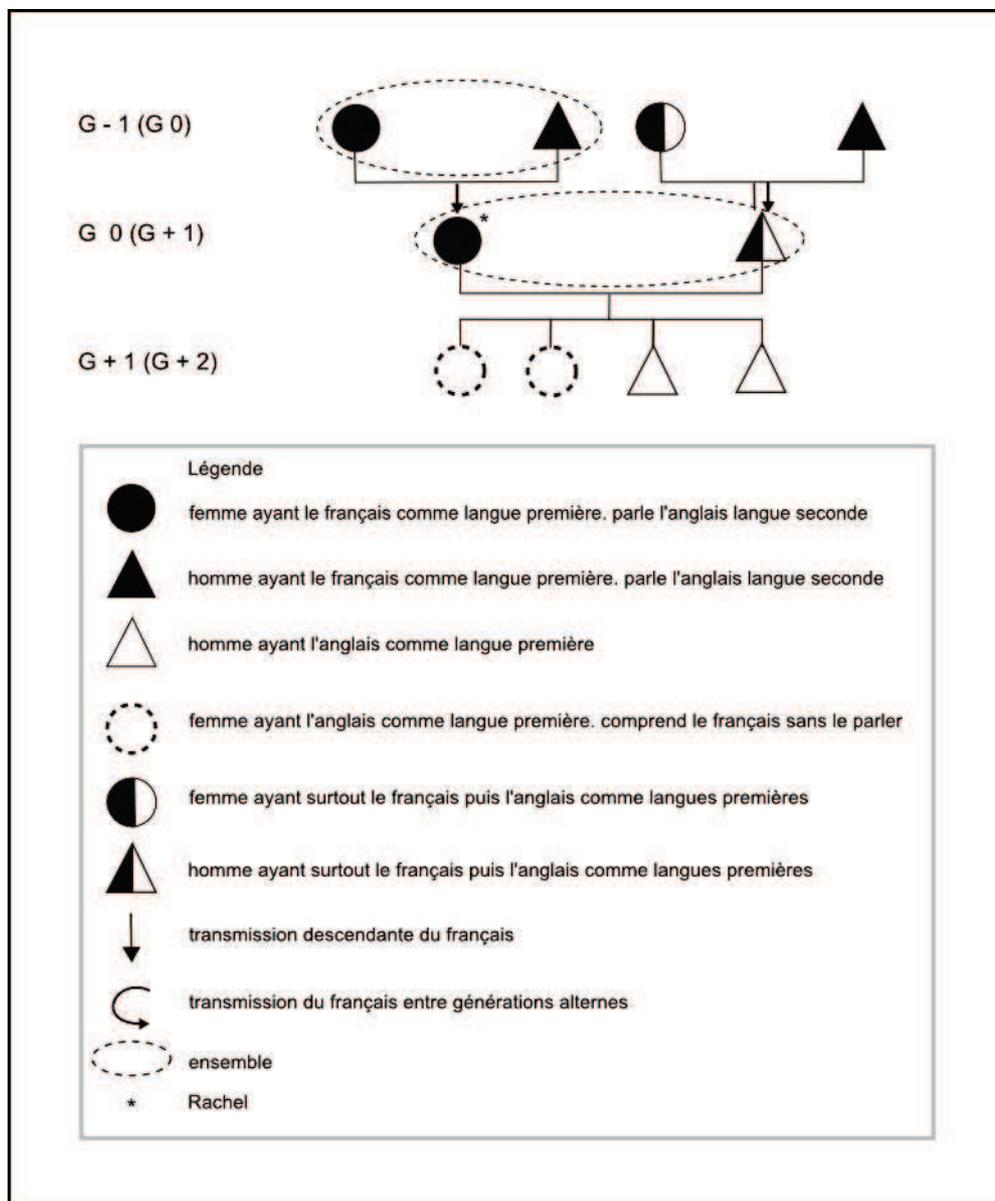 G - 1 (G 0)
*
G 0 (G + 1)
G + 1 (G + 2)
Légende
femme ayant le français comme langue première. parle l'anglais langue seconde
homme ayant le français comme langue première. parle l'anglais langue seconde
homme ayant l'anglais comme langue première
femme ayant l'anglais comme langue première. comprend le français sans le parler
femme ayant surtout le français puis l'anglais comme langues premières
homme ayant surtout le français puis l'anglais comme langues premières
transmission descendante du français
transmission du français entre générations alternes
ensemble
* Rachel